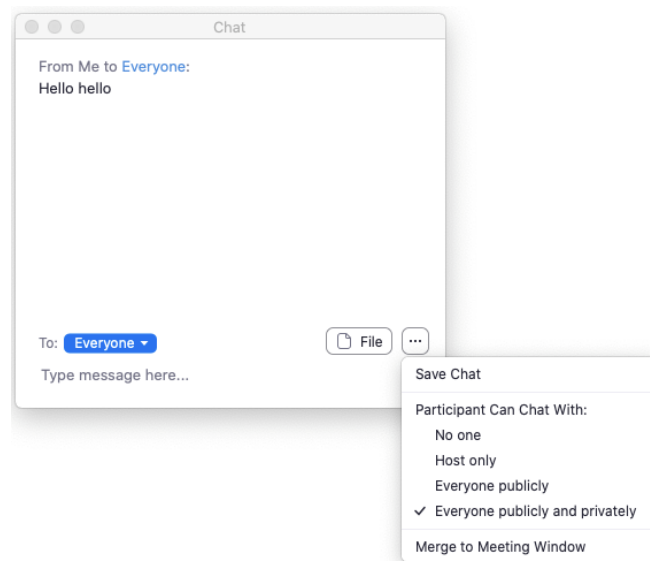 Chat
From Me to Everyone:
Hello hello
To: Everyone
File
...
Type message here...
Save Chat
Participant Can Chat With:
No one
Host only
Everyone publicly
✓ Everyone publicly and privately
Merge to Meeting Window